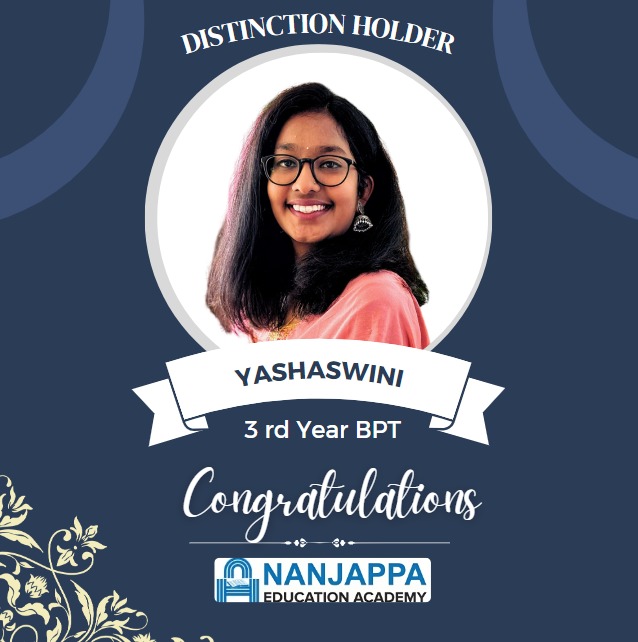 DISTINCTION HOLDER
YASHASWINI
3 rd Year BPT
Congratulations
NANJAPPA
EDUCATION ACADEMY